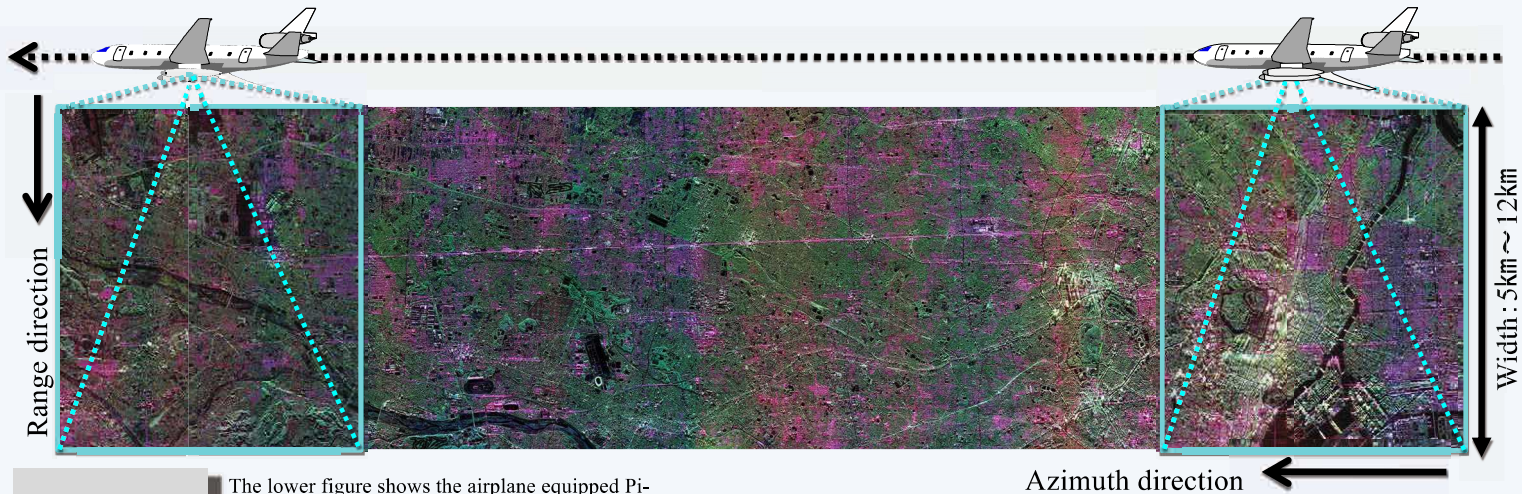 Range direction
Width: 5km～12km
Azimuth direction
The lower figure shows the airplane equipped Pi-